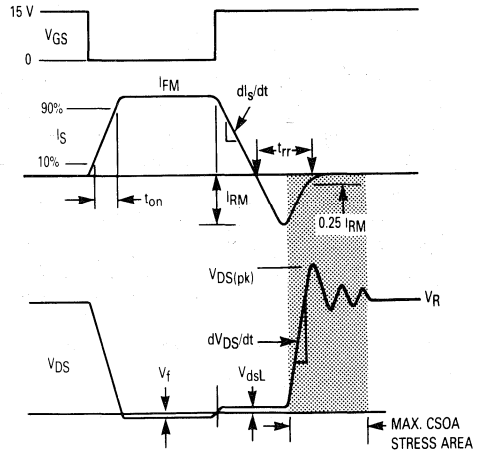 15 V
VGS
0
IFM
90%
dIs/dt
IS
trr
10%
ton
IRM
0.25 IRM
VDS(pk)
VR
dVDS/dt
VDS
Vf
VdsL
MAX. CSOA
STRESS AREA